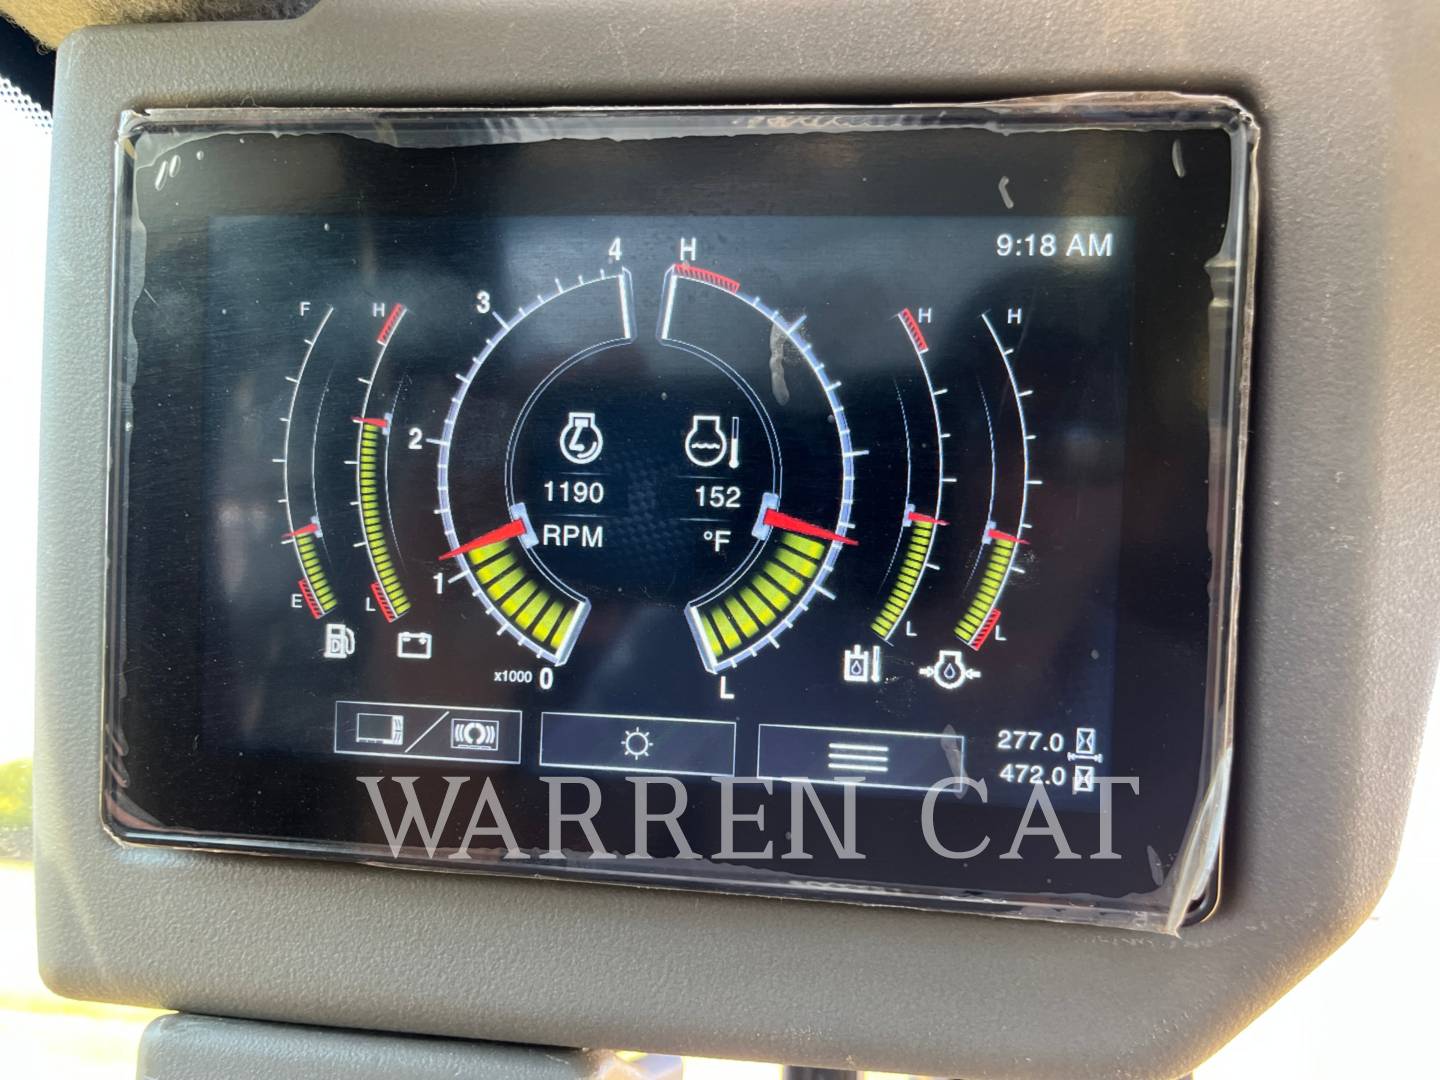 9:18 AM
F H 4 H H H
3
2
1190 152
RPM °F
1
E L L L
D
x1000 0 L
277.0
472.0
WARREN CAT